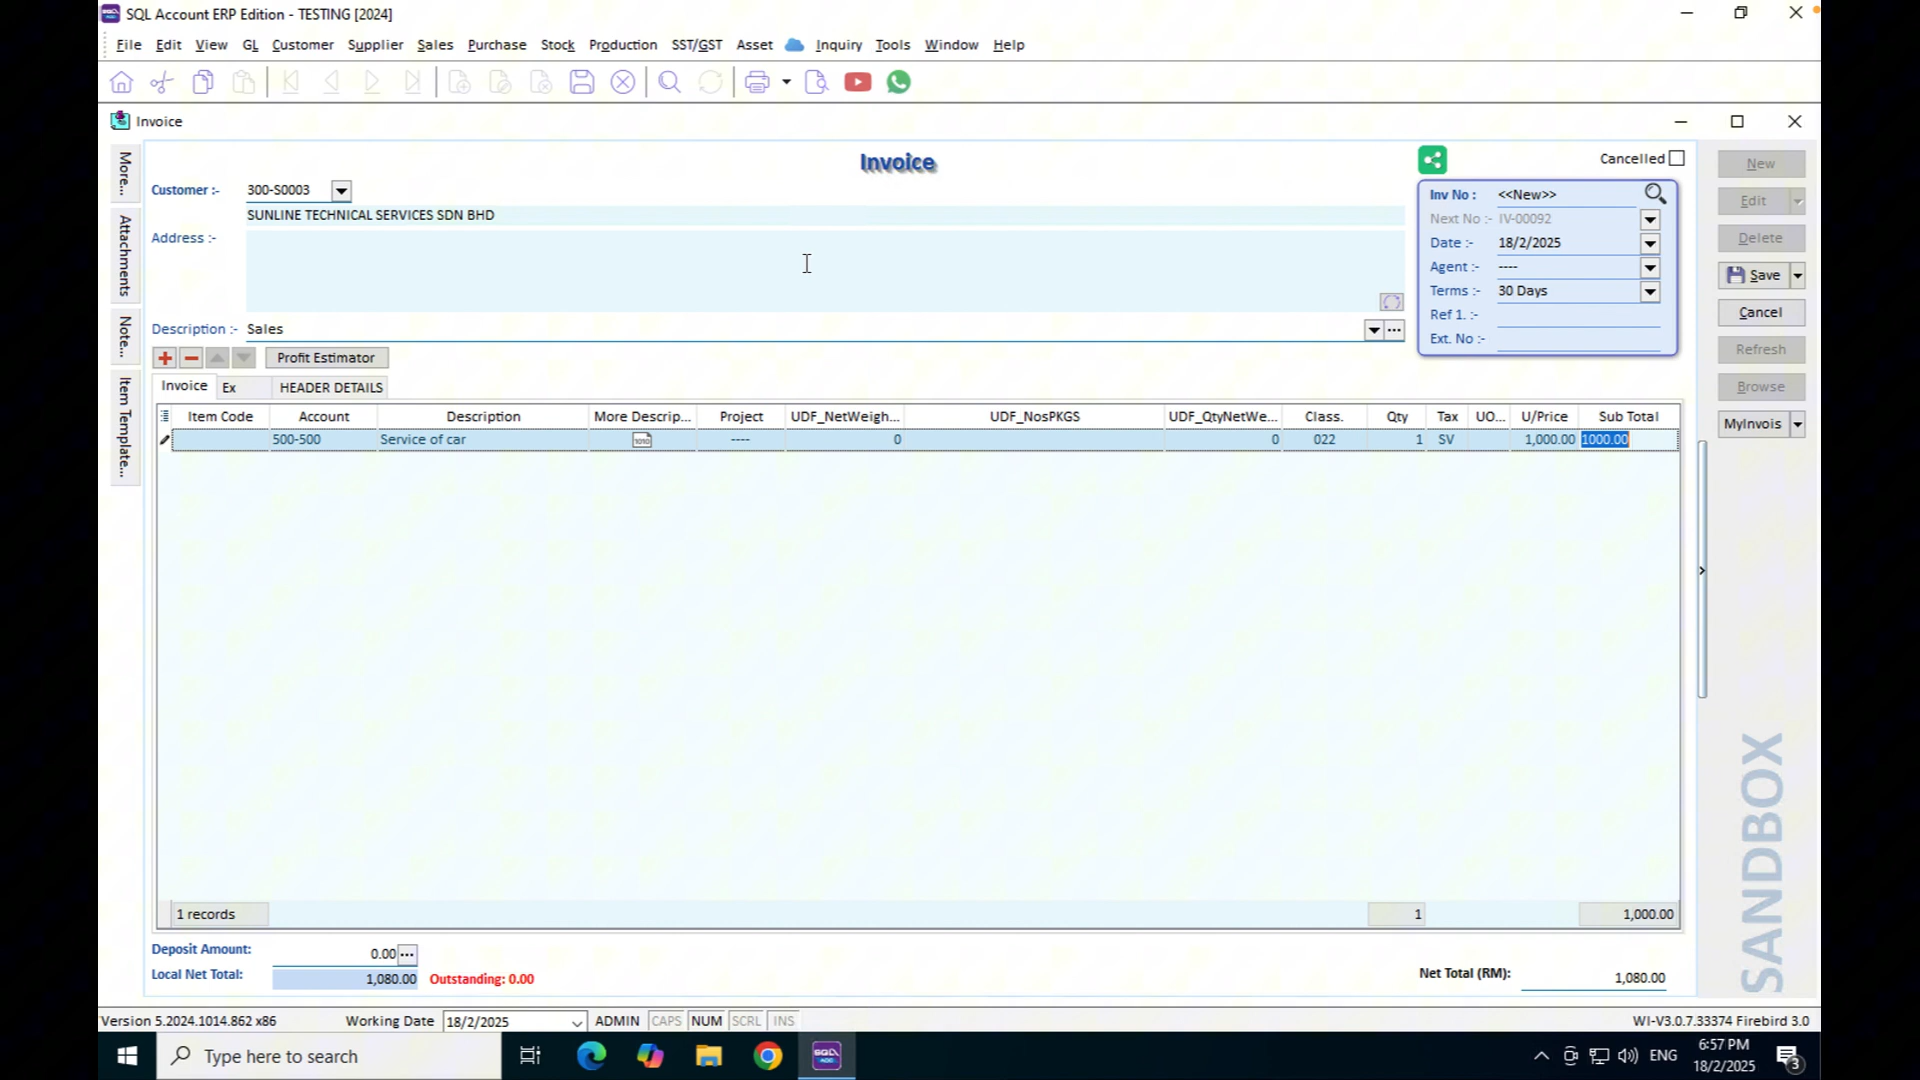 SQL Account ERP Edition - TESTING [2024]
File Edit View GL Customer Supplier Sales Purchase Stock Production SST/GST Asset Inquiry Tools Window Help
Invoice
More...
Attachments
Note...
Item Template...
Invoice
Cancelled
Customer :- 300-S0003
SUNLINE TECHNICAL SERVICES SDN BHD
Address :-
Description :- Sales
Inv No : <<New>>
Next No :- IV-00092
Date :- 18/2/2025
Agent :- ----
Terms :- 30 Days
Ref 1. :-
Ext. No :-
New
Edit
Delete
Save
Cancel
Refresh
Browse
MyInvois
Profit Estimator
Invoice Ex HEADER DETAILS
Item Code Account Description More Descrip... Project UDF_NetWeigh... UDF_NosPKGS UDF_QtyNetWe... Class. Qty Tax UO... U/Price Sub Total
500-500 Service of car ---- 0 0 022 1 SV 1,000.00 1000.00
1 records 1 1,000.00
Deposit Amount: 0.00
Local Net Total: 1,080.00 Outstanding: 0.00
Net Total (RM): 1,080.00
SANDBOX
Version 5.2024.1014.862 x86 Working Date 18/2/2025 ADMIN CAPS NUM SCRL INS WI-V3.0.7.33374 Firebird 3.0
Type here to search
ENG
6:57 PM
18/2/2025
3